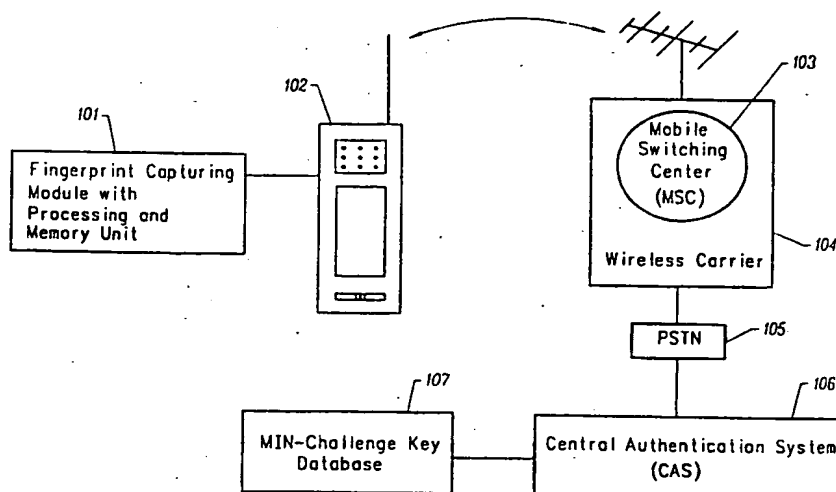 101
Fingerprint Capturing
Module with
Processing and
Memory Unit
102
103
Mobile
Switching
Center
(MSC)
Wireless Carrier
104
PSTN
105
106
Central Authentication System
(CAS)
107
MIN-Challenge Key
Database